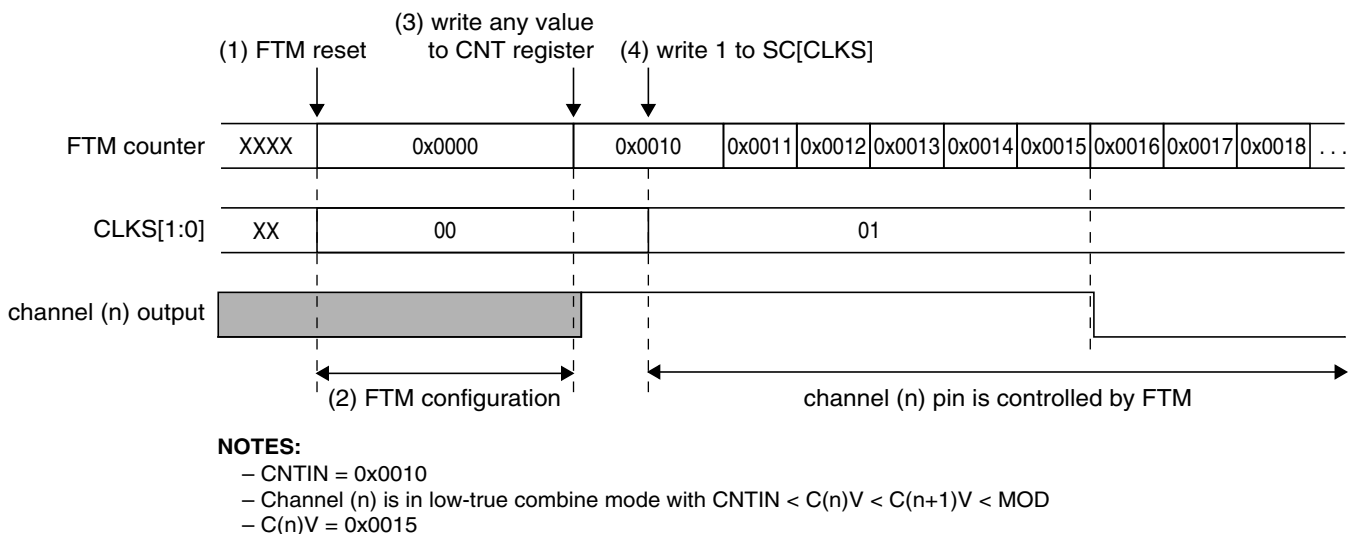 (3) write any value
(1) FTM reset to CNT register (4) write 1 to SC[CLKS]
FTM counter XXXX 0x0000 0x0010 0x0011 0x0012 0x0013 0x0014 0x0015 0x0016 0x0017 0x0018 . . .
CLKS[1:0] XX 00 01
channel (n) output
(2) FTM configuration channel (n) pin is controlled by FTM
NOTES:
– CNTIN = 0x0010
– Channel (n) is in low-true combine mode with CNTIN < C(n)V < C(n+1)V < MOD
– C(n)V = 0x0015